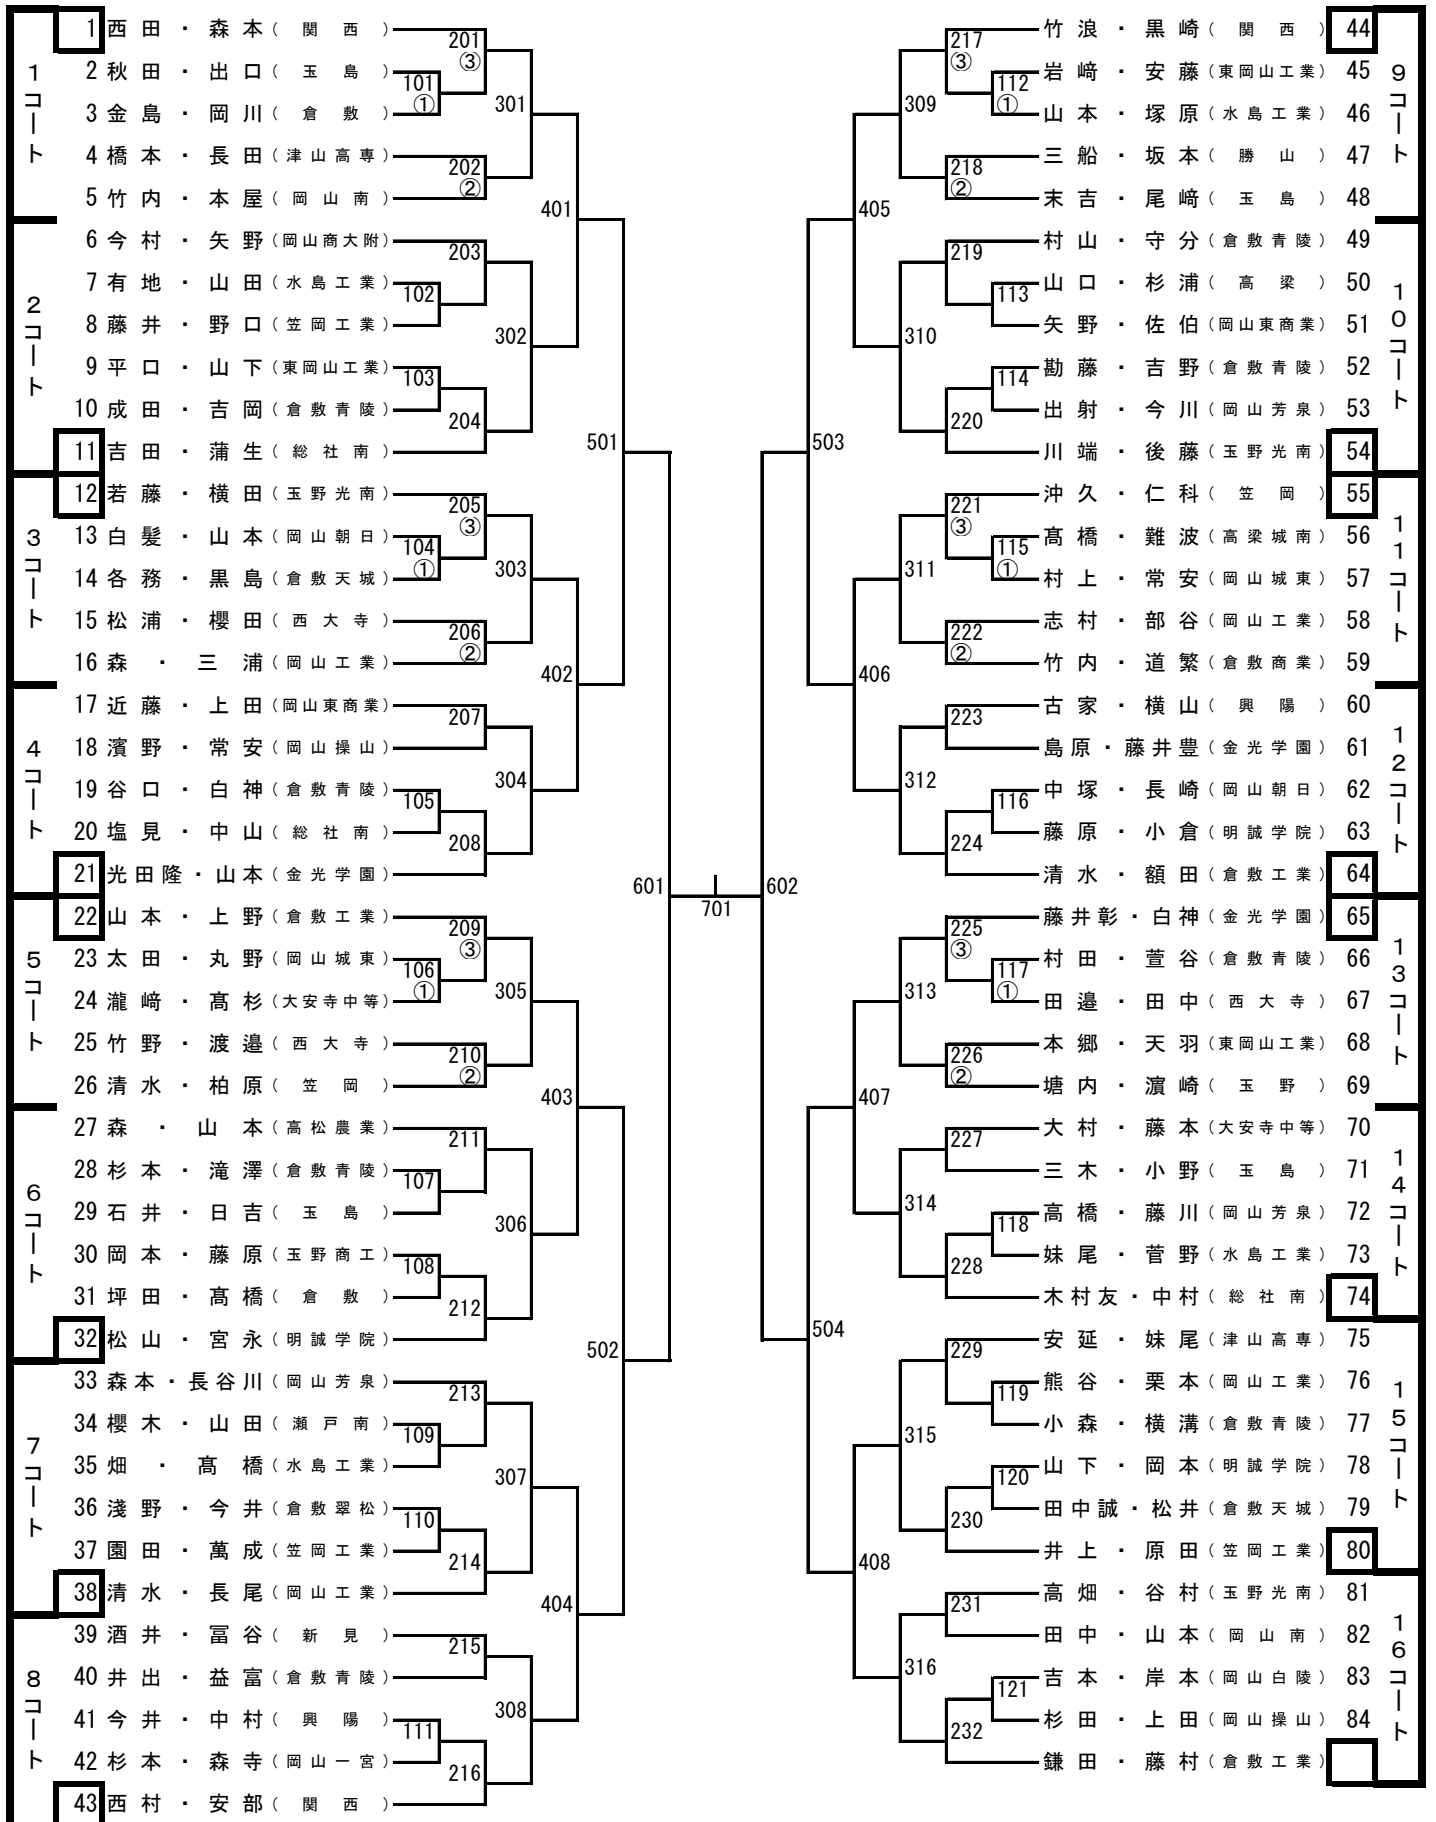 1コート
1 西田・森本（関西）
2 秋田・出口（玉島）
3 金島・岡川（倉敷）
4 橋本・長田（津山高専）
5 竹内・本屋（岡山南）
2コート
6 今村・矢野（岡山商大附）
7 有地・山田（水島工業）
8 藤井・野口（笠岡工業）
9 平口・山下（東岡山工業）
10 成田・吉岡（倉敷青陵）
11 吉田・蒲生（総社南）
3コート
12 若藤・横田（玉野光南）
13 白髪・山本（岡山朝日）
14 各務・黒島（倉敷天城）
15 松浦・櫻田（西大寺）
16 森・三浦（岡山工業）
4コート
17 近藤・上田（岡山東商業）
18 濱野・常安（岡山操山）
19 谷口・白神（倉敷青陵）
20 塩見・中山（総社南）
21 光田隆・山本（金光学園）
5コート
22 山本・上野（倉敷工業）
23 太田・丸野（岡山城東）
24 瀧﨑・髙杉（大安寺中等）
25 竹野・渡邉（西大寺）
26 清水・柏原（笠岡）
6コート
27 森・山本（高松農業）
28 杉本・滝澤（倉敷青陵）
29 石井・日吉（玉島）
30 岡本・藤原（玉野商工）
31 坪田・髙橋（倉敷）
32 松山・宮永（明誠学院）
7コート
33 森本・長谷川（岡山芳泉）
34 櫻木・山田（瀬戸南）
35 畑・髙橋（水島工業）
36 淺野・今井（倉敷翠松）
37 園田・萬成（笠岡工業）
38 清水・長尾（岡山工業）
8コート
39 酒井・冨谷（新見）
40 井出・益富（倉敷青陵）
41 今井・中村（興陽）
42 杉本・森寺（岡山一宮）
43 西村・安部（関西）
101
①
102
103
104
①
105
106
①
107
108
109
110
111
201
③
202
②
203
204
205
③
206
②
207
208
209
③
210
②
211
212
213
214
215
216
301
302
303
304
305
306
307
308
401
402
403
404
501
502
601
701
602
503
504
405
406
407
408
309
310
311
312
313
314
315
316
217
③
218
②
219
220
221
③
222
②
223
224
225
③
226
②
227
228
229
230
231
232
112
①
113
114
115
①
116
117
①
118
119
120
121
9コート
竹浪・黒崎（関西） 44
岩﨑・安藤（東岡山工業） 45
山本・塚原（水島工業） 46
三船・坂本（勝山） 47
末吉・尾﨑（玉島） 48
10コート
村山・守分（倉敷青陵） 49
山口・杉浦（高梁） 50
矢野・佐伯（岡山東商業） 51
勘藤・吉野（倉敷青陵） 52
出射・今川（岡山芳泉） 53
川端・後藤（玉野光南） 54
11コート
沖久・仁科（笠岡） 55
髙橋・難波（高梁城南） 56
村上・常安（岡山城東） 57
志村・部谷（岡山工業） 58
竹内・道繁（倉敷商業） 59
12コート
古家・横山（興陽） 60
島原・藤井豊（金光学園） 61
中塚・長崎（岡山朝日） 62
藤原・小倉（明誠学院） 63
清水・額田（倉敷工業） 64
13コート
藤井彰・白神（金光学園） 65
村田・萱谷（倉敷青陵） 66
田邉・田中（西大寺） 67
本郷・天羽（東岡山工業） 68
塘内・濵崎（玉野） 69
14コート
大村・藤本（大安寺中等） 70
三木・小野（玉島） 71
高橋・藤川（岡山芳泉） 72
妹尾・菅野（水島工業） 73
木村友・中村（総社南） 74
15コート
安延・妹尾（津山高専） 75
熊谷・栗本（岡山工業） 76
小森・横溝（倉敷青陵） 77
山下・岡本（明誠学院） 78
田中誠・松井（倉敷天城） 79
井上・原田（笠岡工業） 80
16コート
高畑・谷村（玉野光南） 81
田中・山本（岡山南） 82
吉本・岸本（岡山白陵） 83
杉田・上田（岡山操山） 84
鎌田・藤村（倉敷工業）